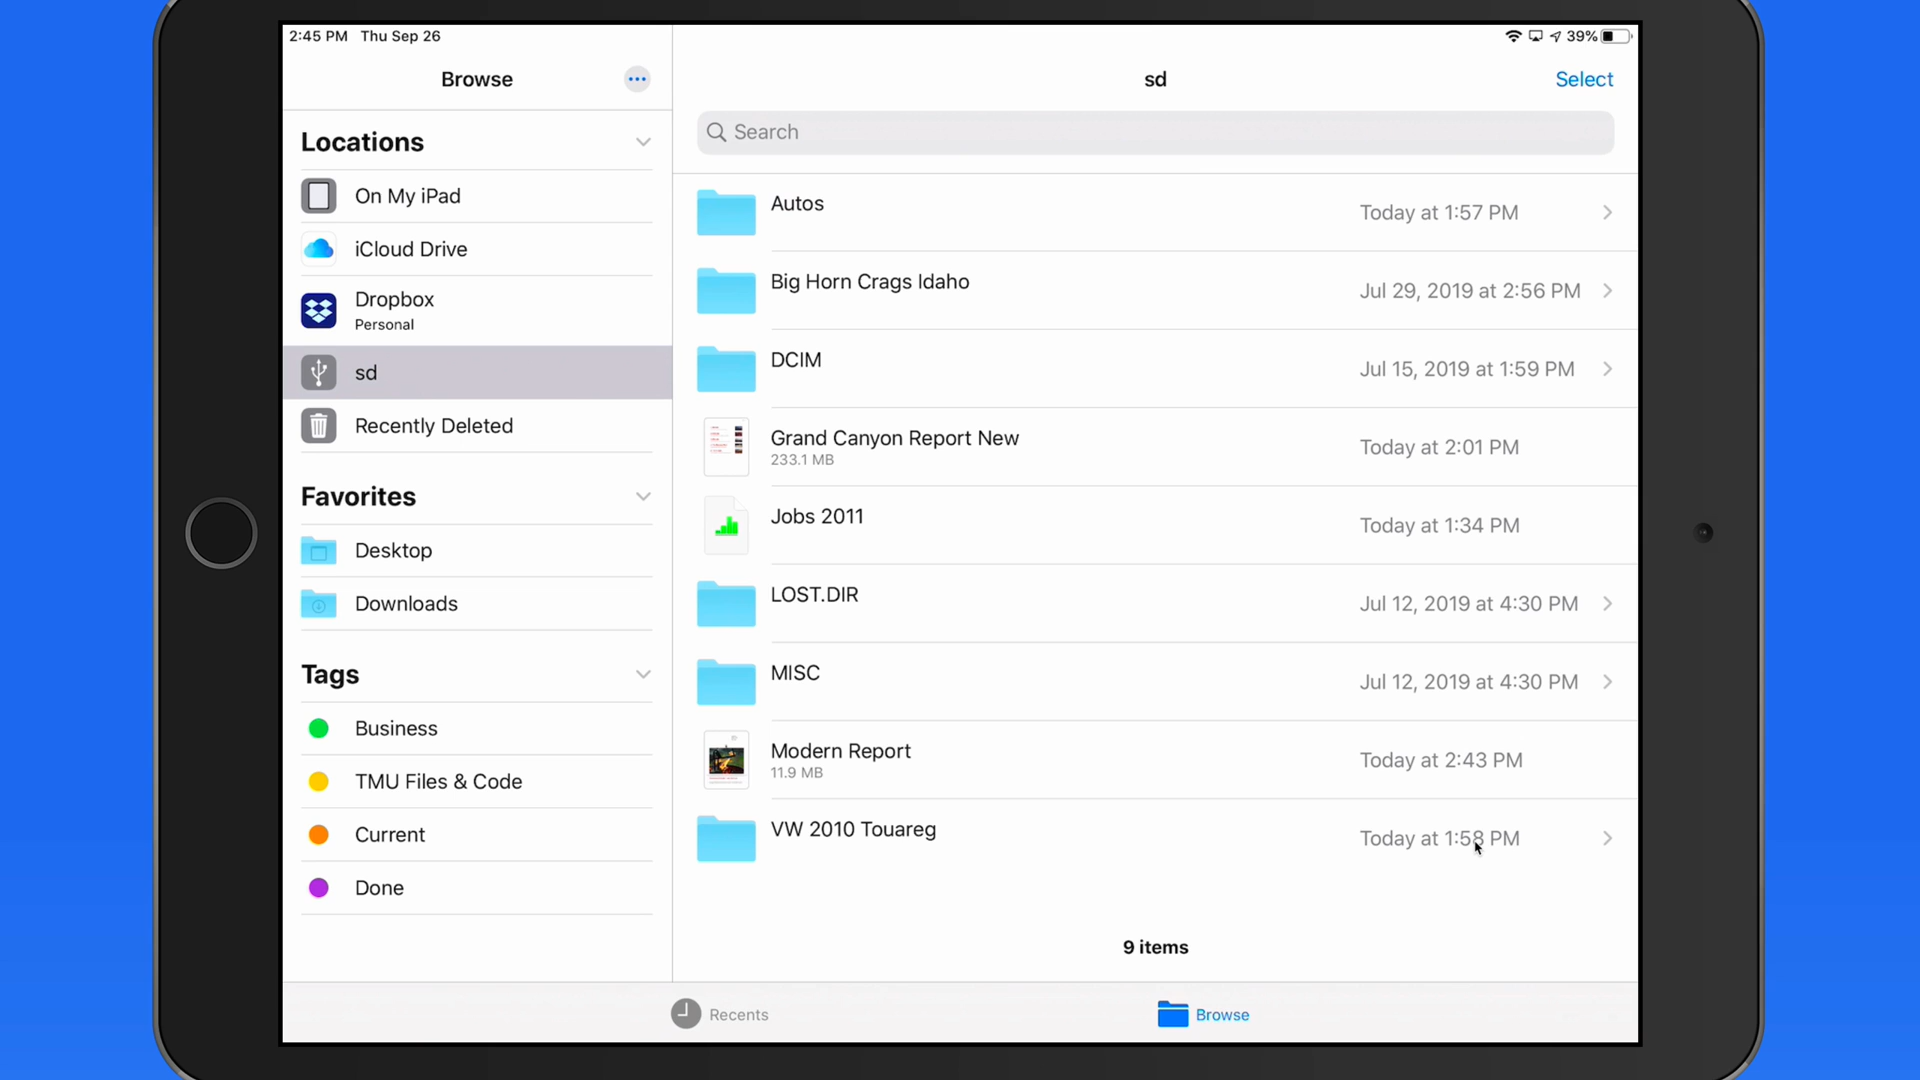 2:45 PM Thu Sep 26
39%
Browse
Locations
On My iPad
iCloud Drive
Dropbox
Personal
sd
Recently Deleted
Favorites
Desktop
Downloads
Tags
Business
TMU Files & Code
Current
Done
sd
Select
Search
Autos
Today at 1:57 PM
Big Horn Crags Idaho
Jul 29, 2019 at 2:56 PM
DCIM
Jul 15, 2019 at 1:59 PM
Grand Canyon Report New
233.1 MB
Today at 2:01 PM
Jobs 2011
Today at 1:34 PM
LOST.DIR
Jul 12, 2019 at 4:30 PM
MISC
Jul 12, 2019 at 4:30 PM
Modern Report
11.9 MB
Today at 2:43 PM
VW 2010 Touareg
Today at 1:58 PM
9 items
Recents
Browse